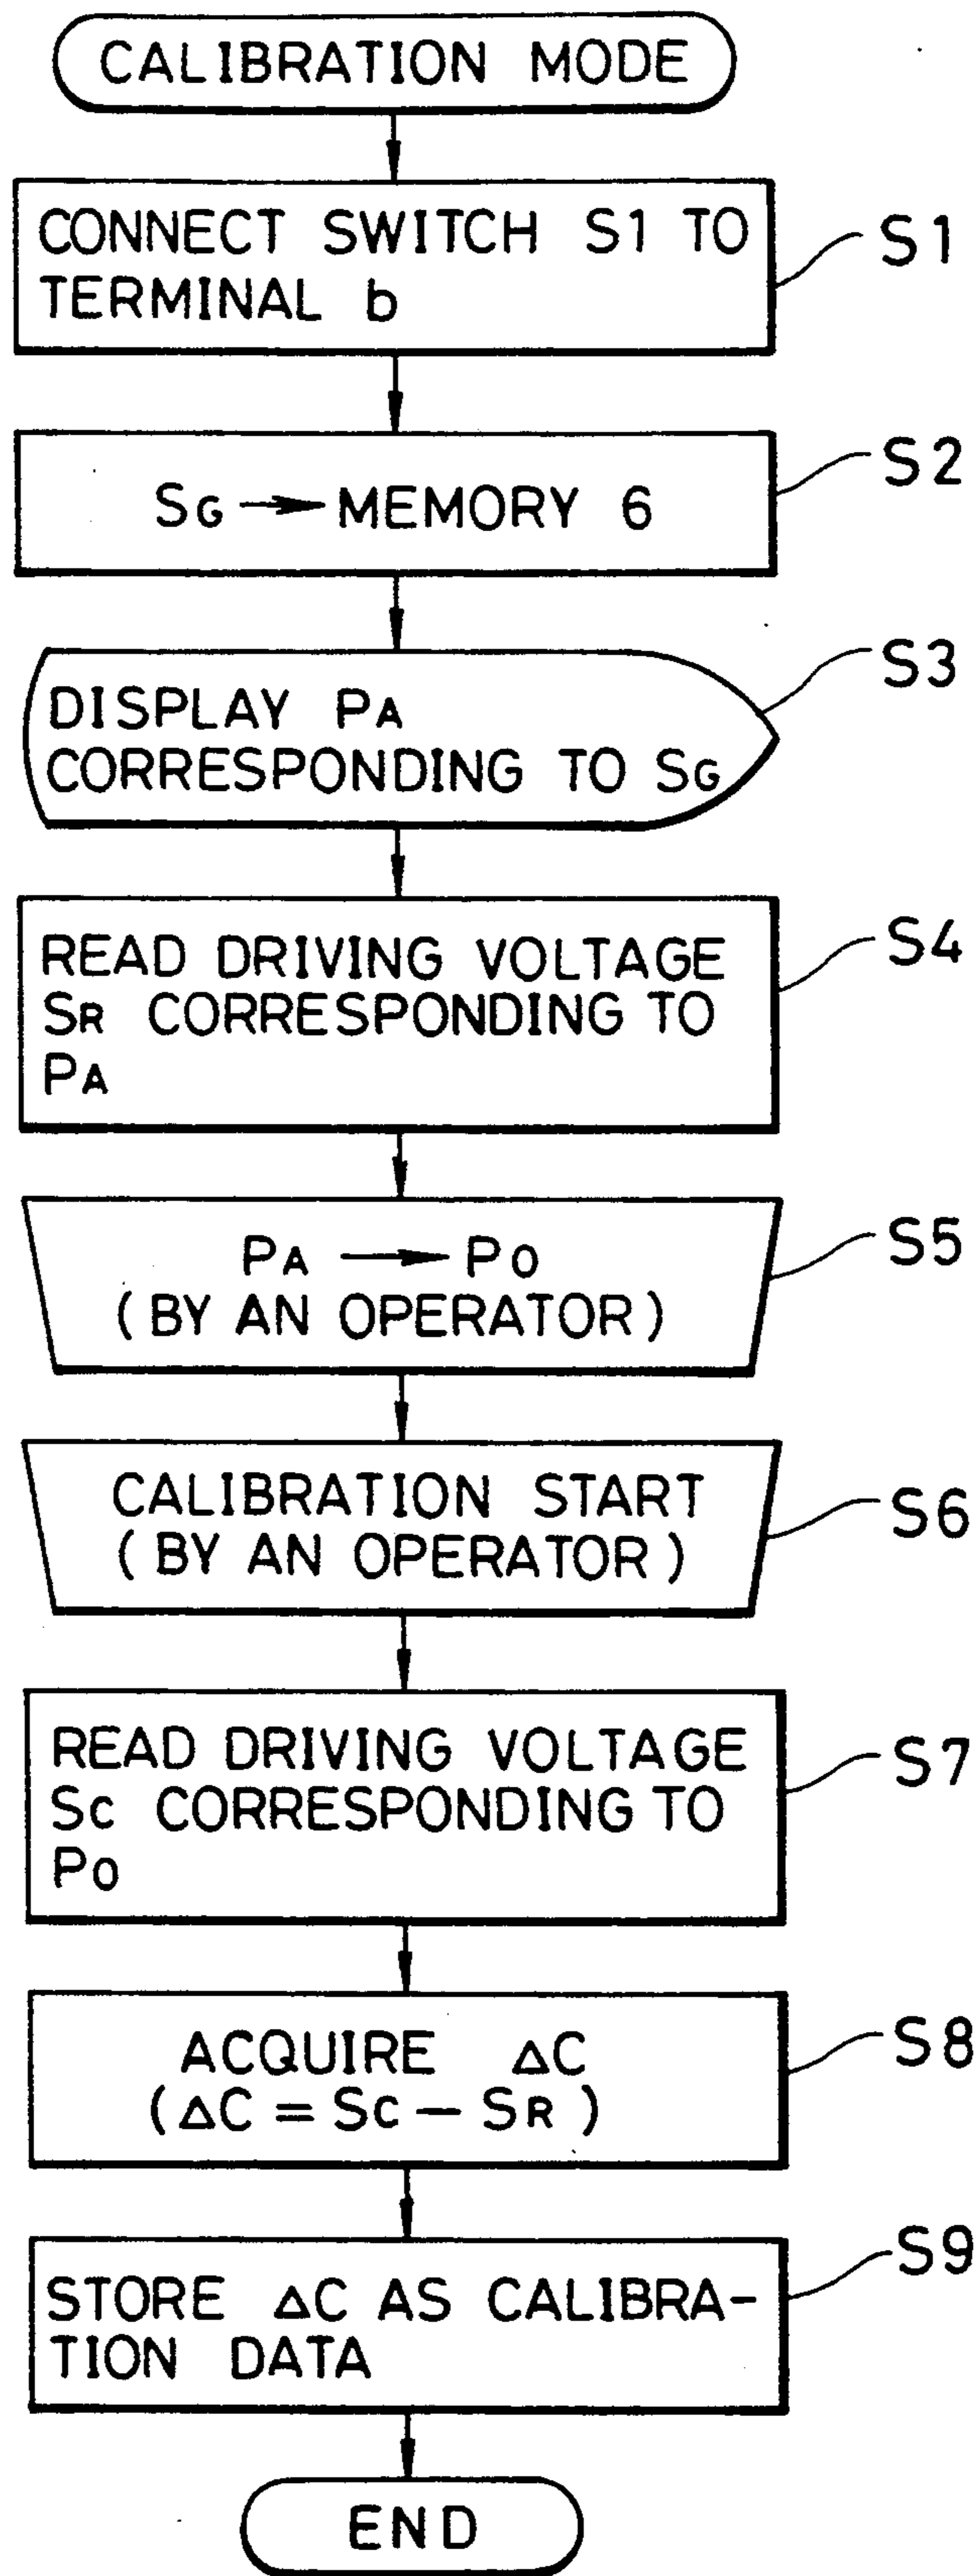 CALIBRATION MODE
CONNECT SWITCH S1 TO
TERMINAL b
S1
SG → MEMORY 6
S2
DISPLAY PA
CORRESPONDING TO SG
S3
READ DRIVING VOLTAGE
SR CORRESPONDING TO
PA
S4
PA → PO
(BY AN OPERATOR)
S5
CALIBRATION START
(BY AN OPERATOR)
S6
READ DRIVING VOLTAGE
SC CORRESPONDING TO
PO
S7
ACQUIRE ΔC
(ΔC = SC − SR)
S8
STORE ΔC AS CALIBRA-
TION DATA
S9
END